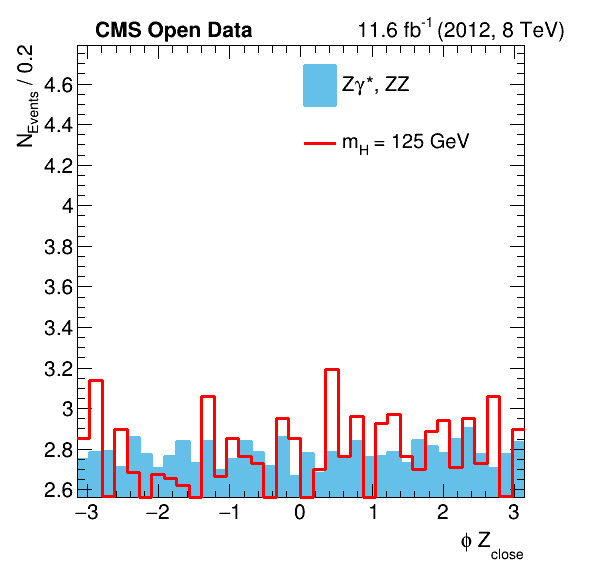 CMS Open Data
11.6 fb-1 (2012, 8 TeV)
NEvents / 0.2
Zγ*, ZZ
mH = 125 GeV
4.6
4.4
4.2
4
3.8
3.6
3.4
3.2
3
2.8
2.6
−3 −2 −1 0 1 2 3
ϕ Zclose